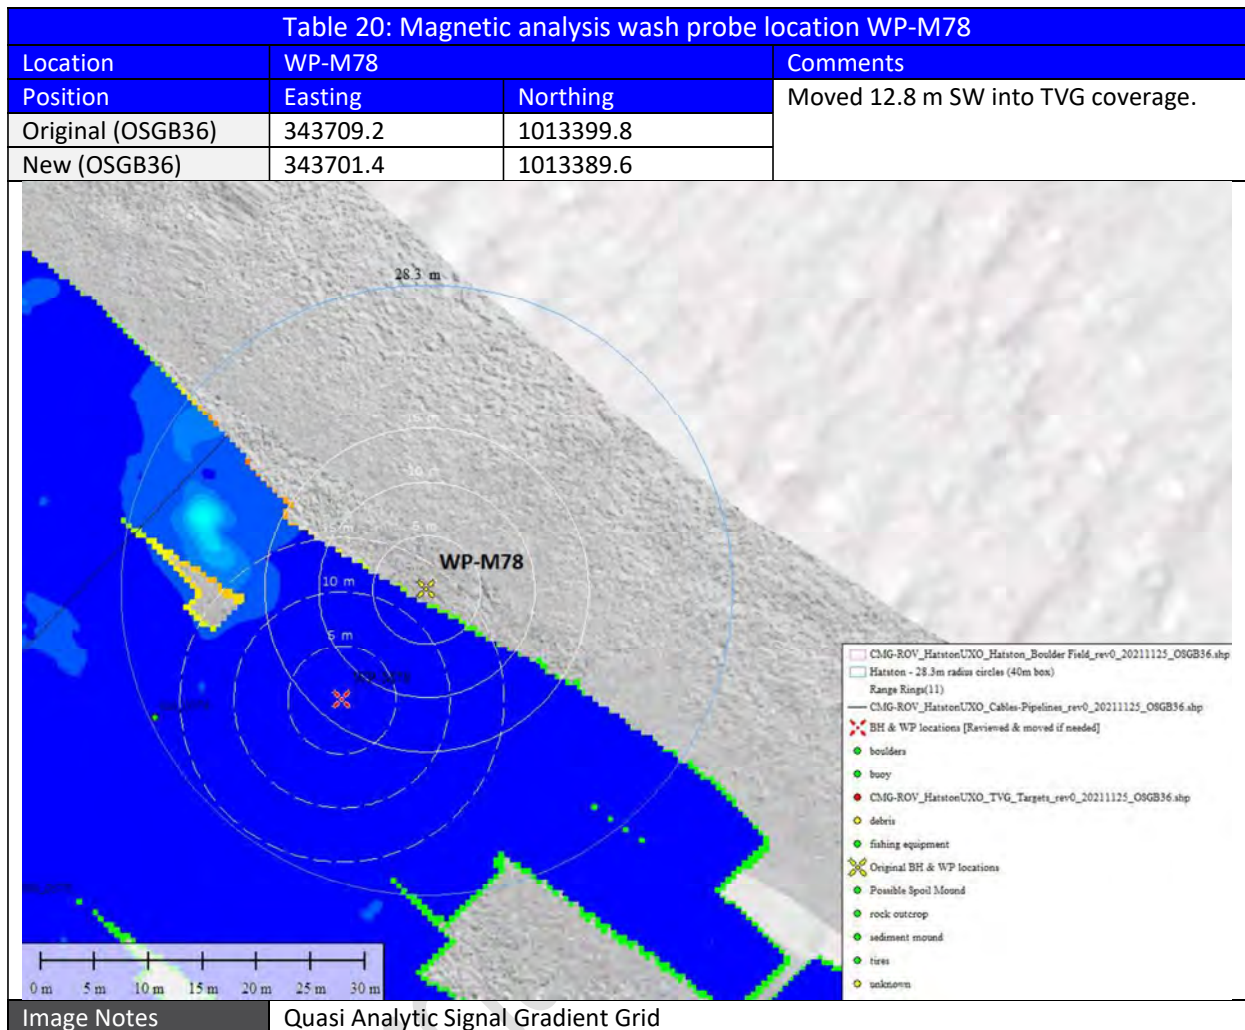 Table 20: Magnetic analysis wash probe location WP-M78
Location WP-M78 Comments
Position Easting Northing Moved 12.8 m SW into TVG coverage.
Original (OSGB36) 343709.2 1013399.8
New (OSGB36) 343701.4 1013389.6
28.3 m
10 m
5 m
WP-M78
15 m
10 m
5 m
WP-M78
CMG-ROV_HatstonUXO_Hatston_Boulder Field_rev0_20211125_OSGB36.shp
Hatston - 28.3m radius circles (40m box)
Range Rings(11)
CMG-ROV_HatstonUXO_Cables-Pipelines_rev0_20211125_OSGB36.shp
BH & WP locations [Reviewed & moved if needed]
boulders
buoy
CMG-ROV_HatstonUXO_TVG_Targets_rev0_20211125_OSGB36.shp
debris
fishing equipment
Original BH & WP locations
Possible Spoil Mound
rock outcrop
sediment mound
tires
unknown
0 m 5 m 10 m 15 m 20 m 25 m 30 m
Image Notes Quasi Analytic Signal Gradient Grid